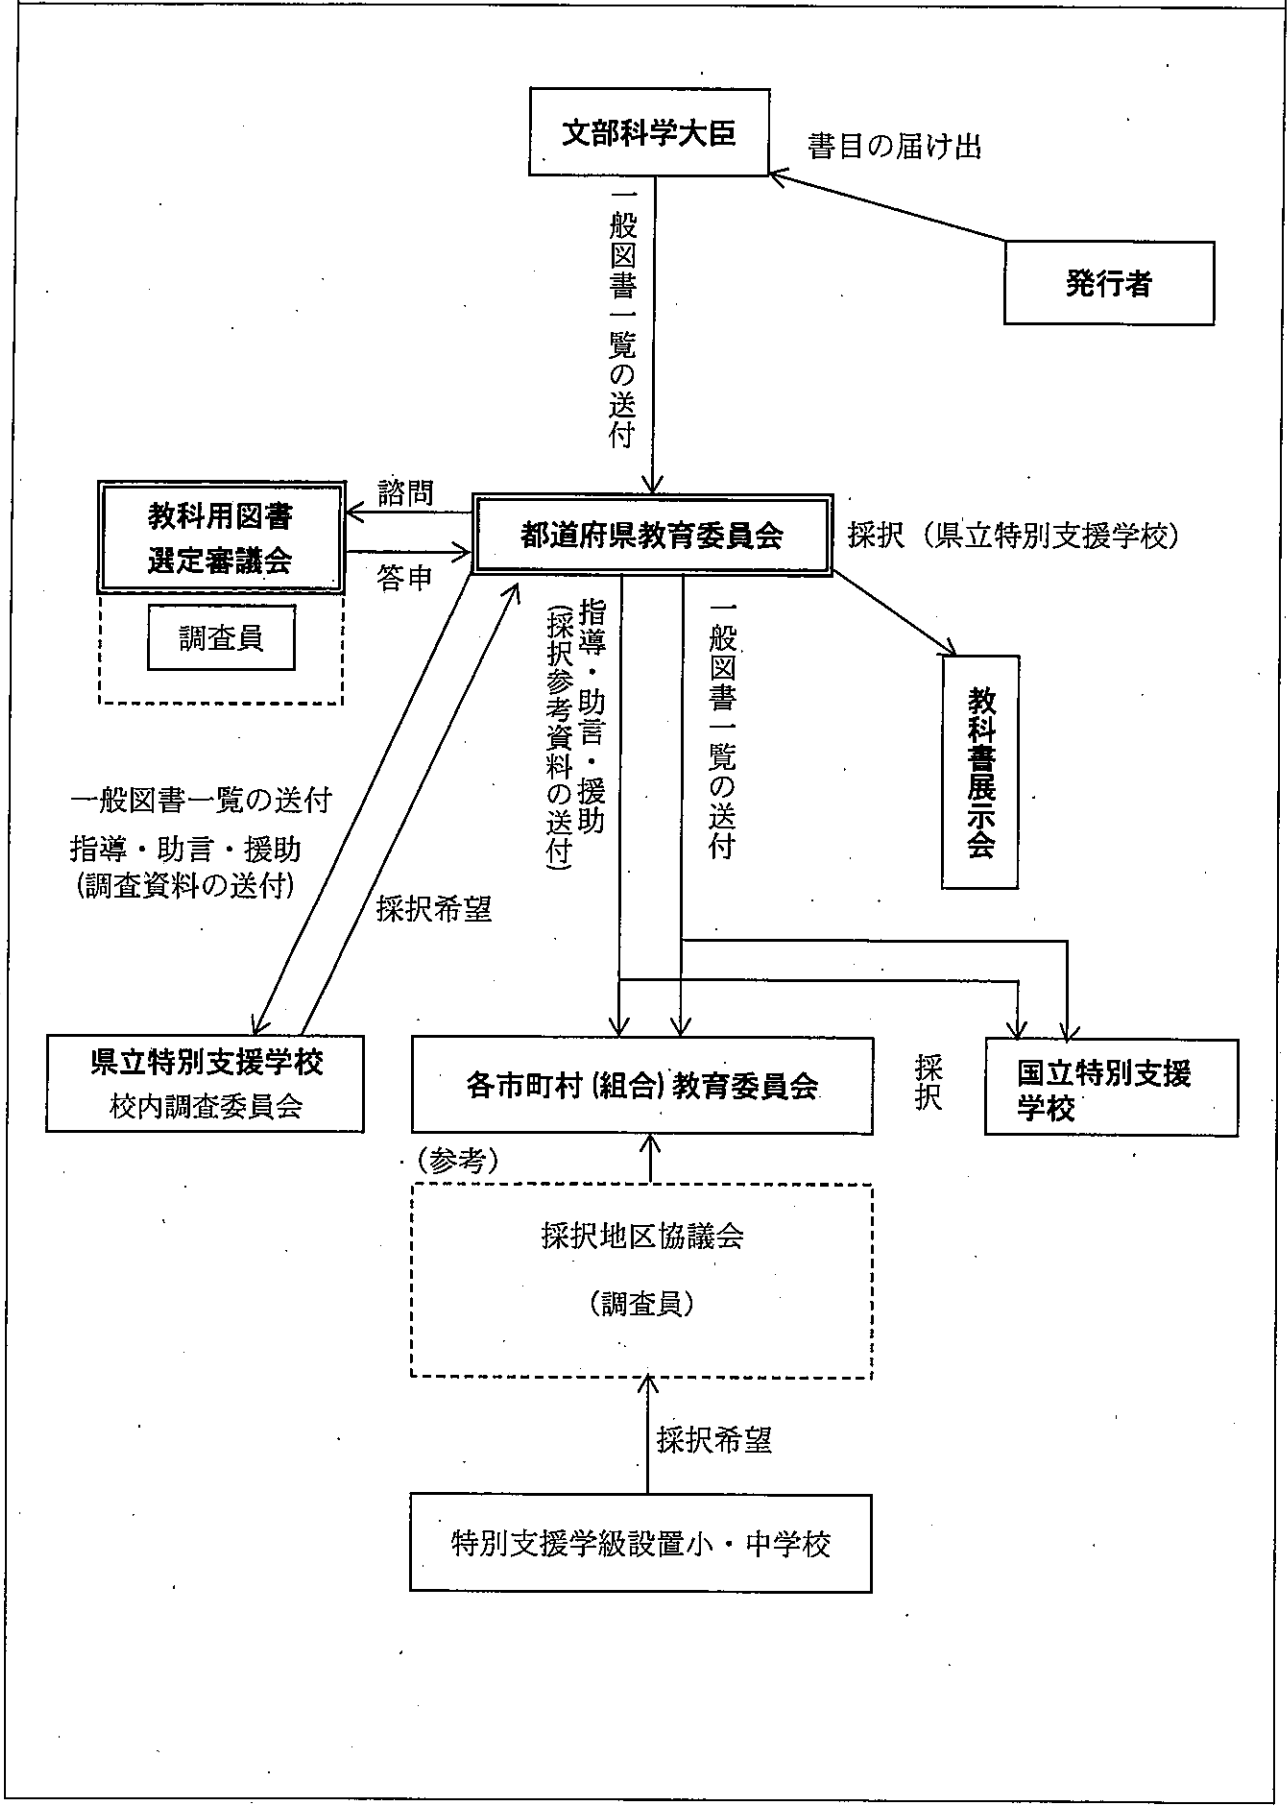 文部科学大臣
書目の届け出
発行者
一般図書一覧の送付
教科用図書
選定審議会
調査員
諮問
答申
都道府県教育委員会
採択（県立特別支援学校）
指導・助言・援助
(採択参考資料の送付)
一般図書一覧の送付
教科書展示会
一般図書一覧の送付
指導・助言・援助
(調査資料の送付)
採択希望
県立特別支援学校
校内調査委員会
各市町村(組合)教育委員会
採択
国立特別支援
学校
(参考)
採択地区協議会
(調査員)
採択希望
特別支援学級設置小・中学校